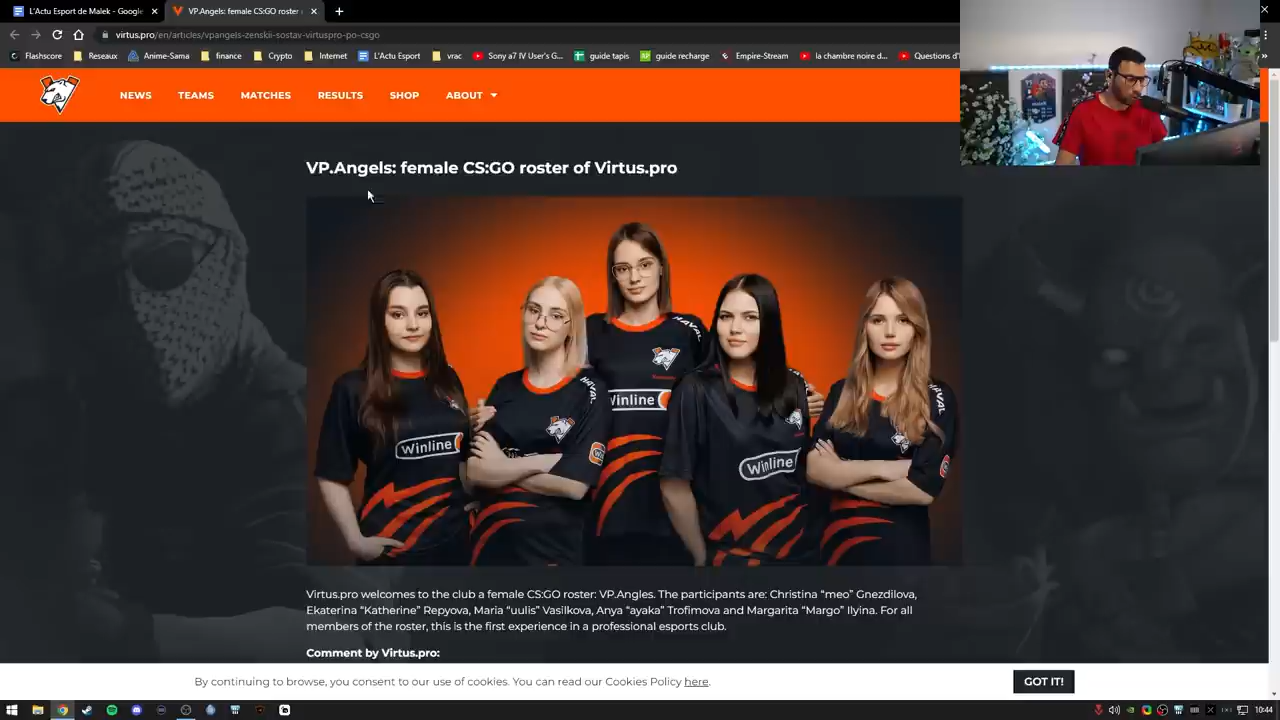 L'Actu Esport de Malek - Google
VP.Angels: female CS:GO roster
virtus.pro/en/articles/vpangels-zenskii-sostav-virtuspro-po-csgo
Flashscore
Reseaux
Anime-Sama
finance
Crypto
Internet
L'Actu Esport
vrac
Sony a7 IV User's G...
guide tapis
guide recharge
Empire-Stream
la chambre noire d...
Questions d'
NEWS
TEAMS
MATCHES
RESULTS
SHOP
ABOUT
VP.Angels: female CS:GO roster of Virtus.pro
HAVAL
HAVAL
HAVAL
Winline
Winline
Winline
Virtus.pro welcomes to the club a female CS:GO roster: VP.Angles. The participants are: Christina “meo” Gnezdilova,
Ekaterina “Katherine” Repyova, Maria “uulis” Vasilkova, Anya “ayaka” Trofimova and Margarita “Margo” Ilyina. For all
members of the roster, this is the first experience in a professional esports club.
Comment by Virtus.pro:
By continuing to browse, you consent to our use of cookies. You can read our Cookies Policy here.
GOT IT!
10:44